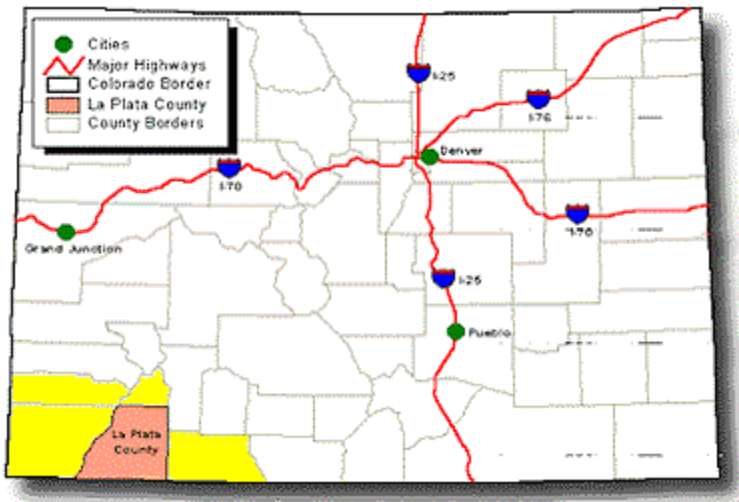 Cities
Major Highways
Colorado Border
La Plata County
County Borders
I-25
I-76
Denver
I-70
I-70
Grand Junction
I-25
Pueblo
La Plata
County